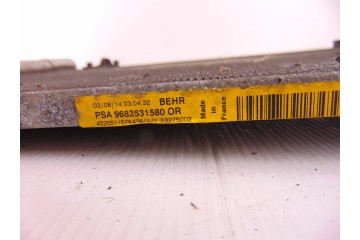 03/06/14 03:04:32 BEHR
PSA 9682531580 OR
Made in
France